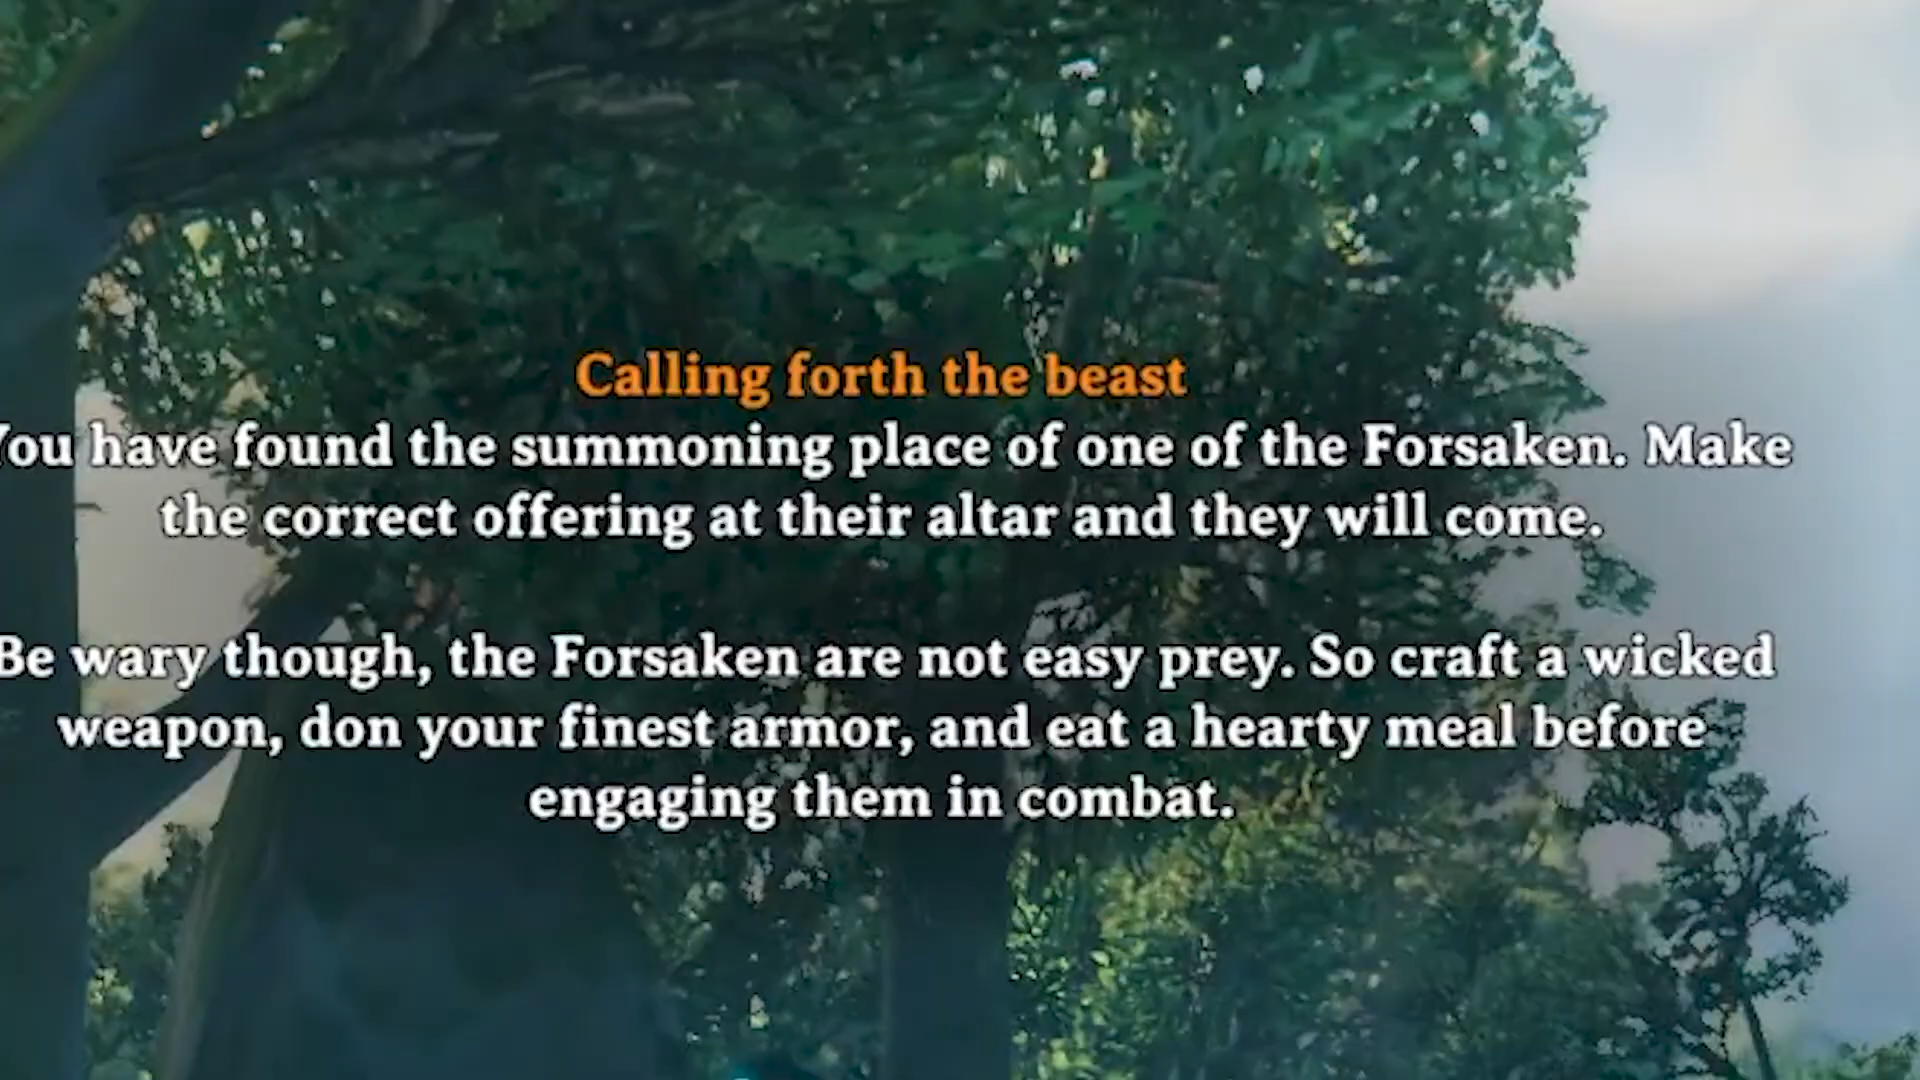 Calling forth the beast
You have found the summoning place of one of the Forsaken. Make
the correct offering at their altar and they will come.
Be wary though, the Forsaken are not easy prey. So craft a wicked
weapon, don your finest armor, and eat a hearty meal before
engaging them in combat.